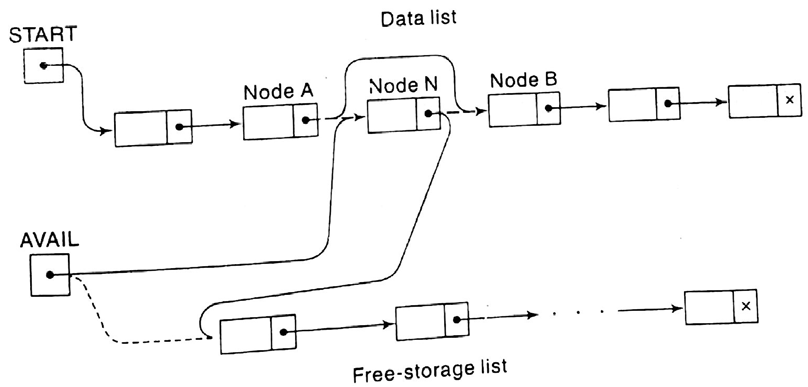 Data list
START
Node A
Node N
Node B
×
AVAIL
×
Free-storage list